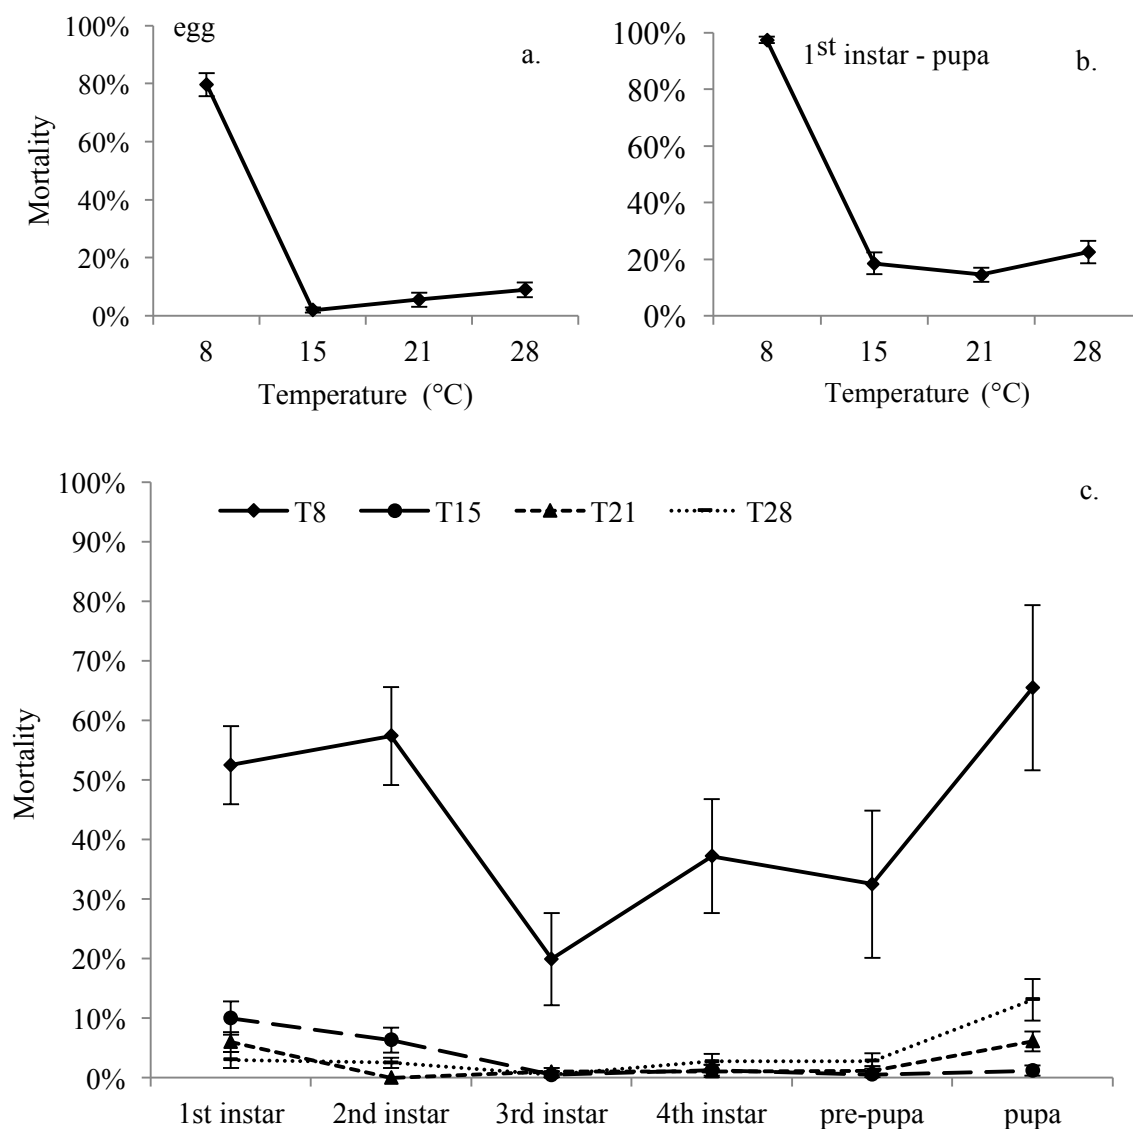 egg
a.
100%
80%
60%
40%
20%
0%
Mortality
8 15 21 28
Temperature (°C)
1st instar - pupa
b.
100%
80%
60%
40%
20%
0%
8 15 21 28
Temperature (°C)
c.
T8 T15 T21 T28
100%
90%
80%
70%
60%
50%
40%
30%
20%
10%
0%
Mortality
1st instar 2nd instar 3rd instar 4th instar pre-pupa pupa